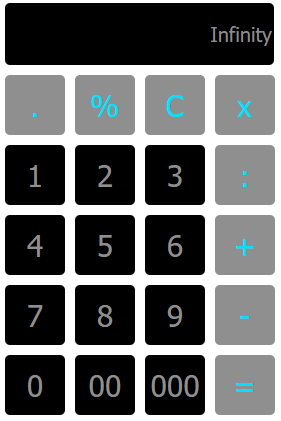 Infinity
. % C x
1 2 3 :
4 5 6 +
7 8 9 -
0 00 000 =